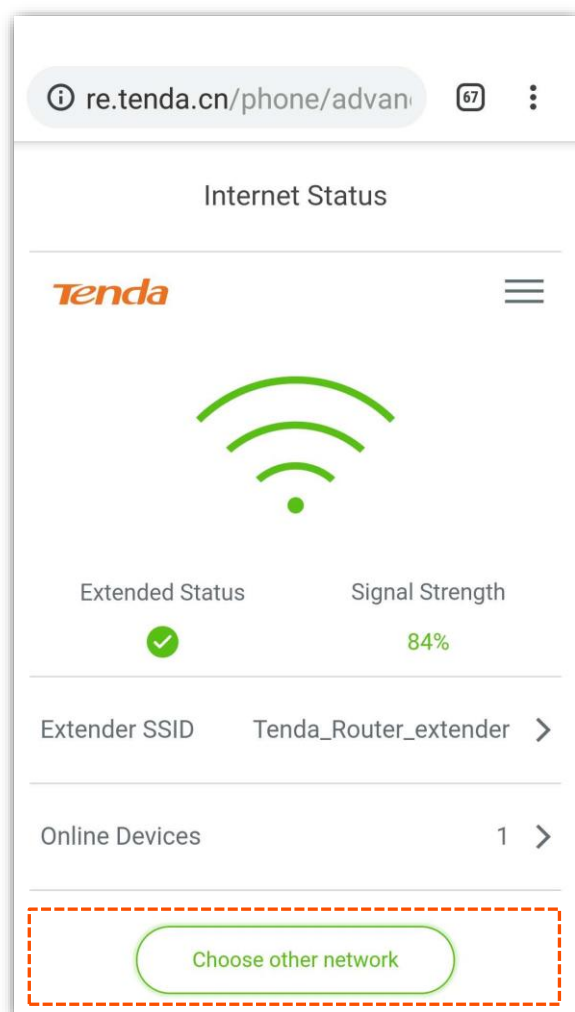 re.tenda.cn/phone/advan
67
Internet Status
Tenda
Extended Status
Signal Strength
84%
Extender SSID
Tenda_Router_extender
Online Devices
1
Choose other network